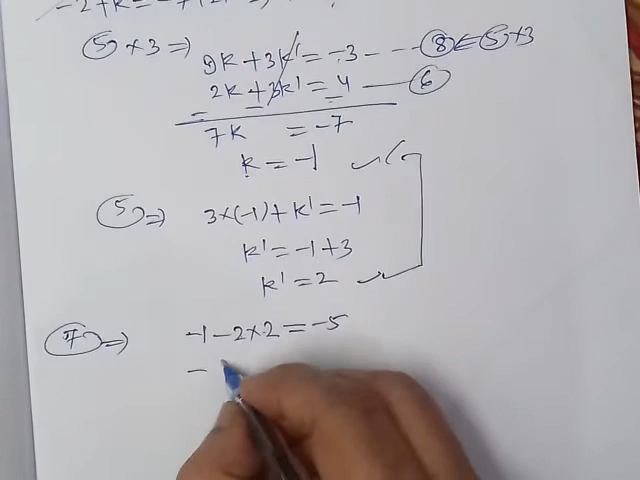 ⑤ × 3 ⇒ 9k + 3k' = -3 --- ⑧ ⇐ ⑤ × 3
2k + 3k' = 4 — ⑥
- - -
7k = -7
k = -1
⑤ ⇒ 3×(-1) + k' = -1
k' = -1 + 3
k' = 2
⑦ ⇒ -1 - 2×2 = -5
-